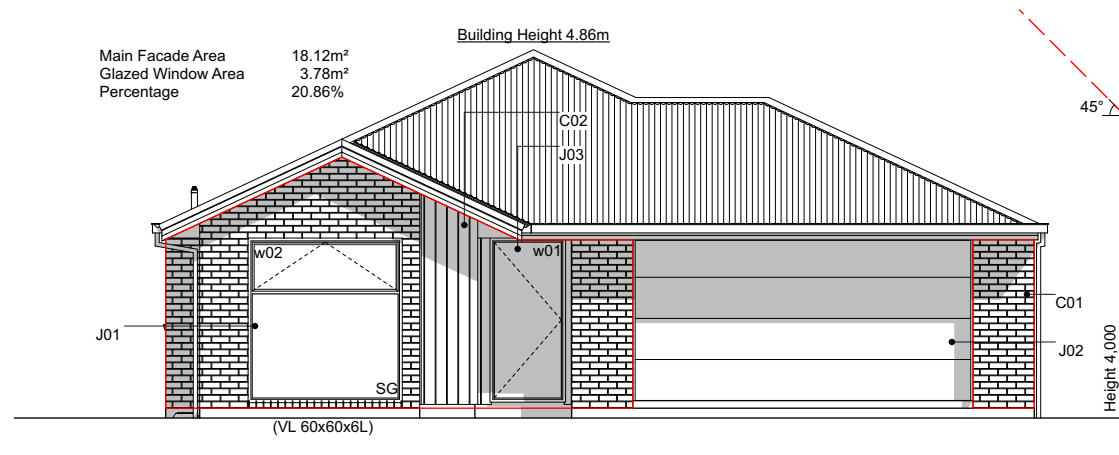 Building Height 4.86m
Main Facade Area 18.12m²
Glazed Window Area 3.78m²
Percentage 20.86%
45°
C02
J03
w02
w01
C01
J01
J02
SG
Height 4,000
(VL 60x60x6L)